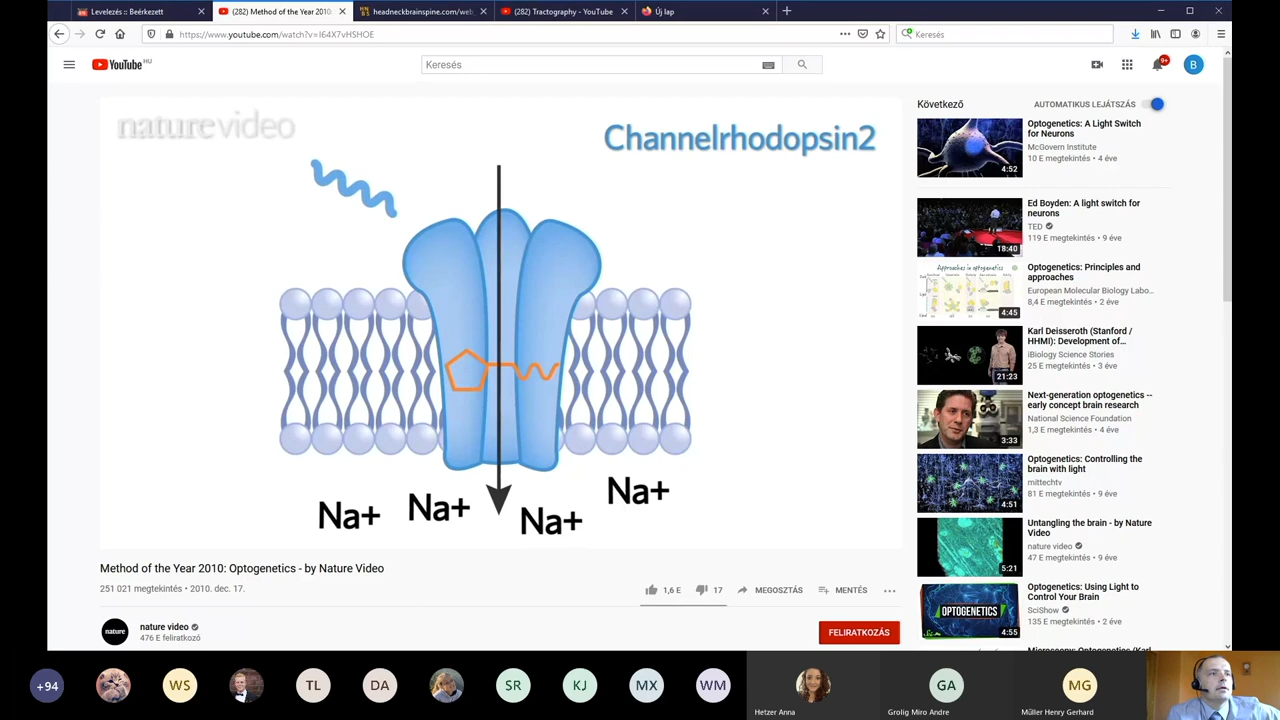 Levelezés :: Beérkezett
(282) Method of the Year 2010:
headneckbrainspine.com/web
(282) Tractography - YouTube
Új lap
https://www.youtube.com/watch?v=I64X7vHSHOE
Keresés
YouTube HU
Keresés
9+
B
nature video
Channelrhodopsin2
Na+
Na+
Na+
Na+
Method of the Year 2010: Optogenetics - by Nature Video
251 021 megtekintés • 2010. dec. 17.
1,6 E
17
MEGOSZTÁS
MENTÉS
nature
nature video
476 E feliratkozó
FELIRATKOZÁS
Következő
AUTOMATIKUS LEJÁTSZÁS
4:52
Optogenetics: A Light Switch
for Neurons
McGovern Institute
10 E megtekintés • 4 éve
18:40
Ed Boyden: A light switch for
neurons
TED
119 E megtekintés • 9 éve
Approaches in optogenetics
4:45
Optogenetics: Principles and
approaches
European Molecular Biology Labo...
8,4 E megtekintés • 2 éve
21:23
Karl Deisseroth (Stanford /
HHMI): Development of...
iBiology Science Stories
25 E megtekintés • 3 éve
3:33
Next-generation optogenetics --
early concept brain research
National Science Foundation
1,3 E megtekintés • 4 éve
4:51
Optogenetics: Controlling the
brain with light
mittechtv
81 E megtekintés • 9 éve
5:21
Untangling the brain - by Nature
Video
nature video
47 E megtekintés • 9 éve
OPTOGENETICS
4:55
Optogenetics: Using Light to
Control Your Brain
SciShow
135 E megtekintés • 2 éve
+94
WS
TL
DA
SR
KJ
MX
WM
Hetzer Anna
GA
Grolig Miro Andre
MG
Müller Henry Gerhard